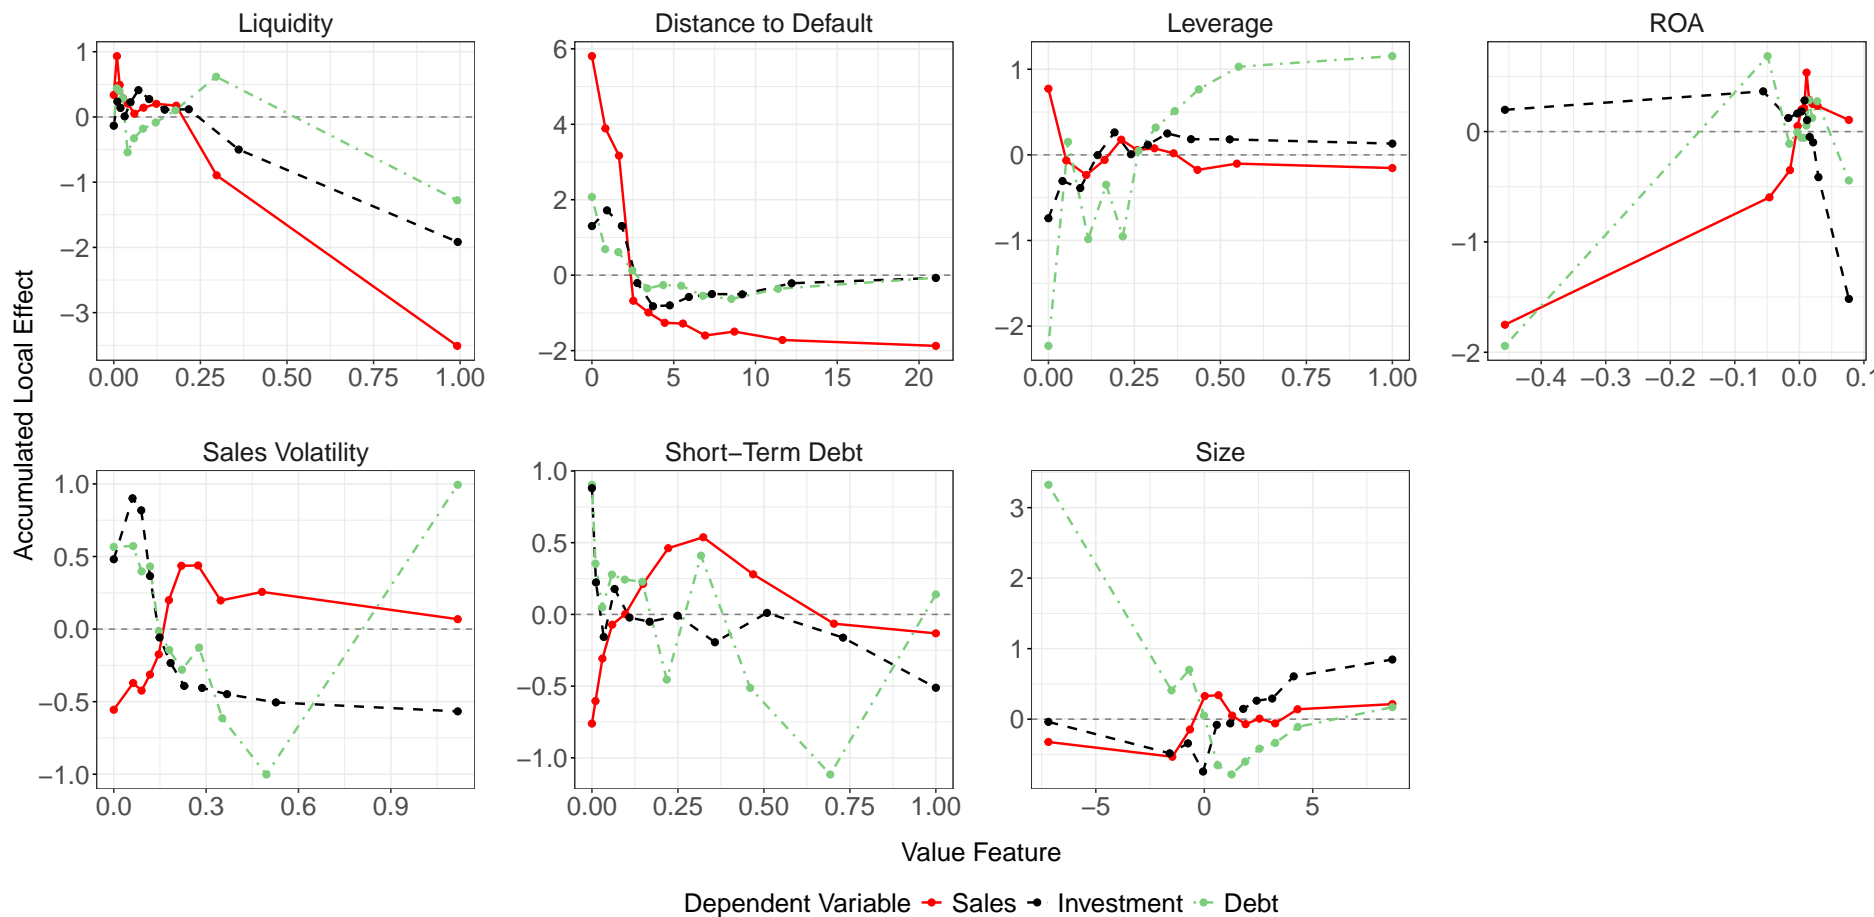 Liquidity
Distance to Default
Leverage
ROA
1
0
−1
−2
−3
0.00 0.25 0.50 0.75 1.00
6
4
2
0
−2
0 5 10 15 20
1
0
−1
−2
0.00 0.25 0.50 0.75 1.00
0
−1
−2
−0.4 −0.3 −0.2 −0.1 0.0 0.
Accumulated Local Effect
Sales Volatility
Short−Term Debt
Size
1.0
0.5
0.0
−0.5
−1.0
0.0 0.3 0.6 0.9
1.0
0.5
0.0
−0.5
−1.0
0.00 0.25 0.50 0.75 1.00
3
2
1
0
−5 0 5
Value Feature
Dependent Variable Sales Investment Debt